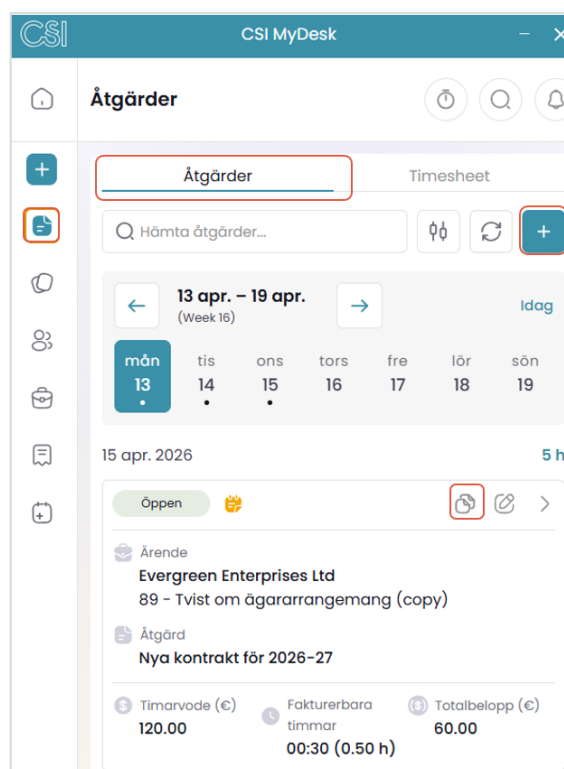 CSI CSI MyDesk
Åtgärder
Åtgärder Timesheet
Hämta åtgärder...
13 apr. – 19 apr.
(Week 16)
Idag
mån tis ons tors fre lör sön
13 14 15 16 17 18 19
15 apr. 2026 5 h
Öppen
Ärende
Evergreen Enterprises Ltd
89 - Tvist om ägararrangemang (copy)
Åtgärd
Nya kontrakt för 2026-27
Timarvode (€) Fakturerbara timmar Totalbelopp (€)
120.00 00:30 (0.50 h) 60.00